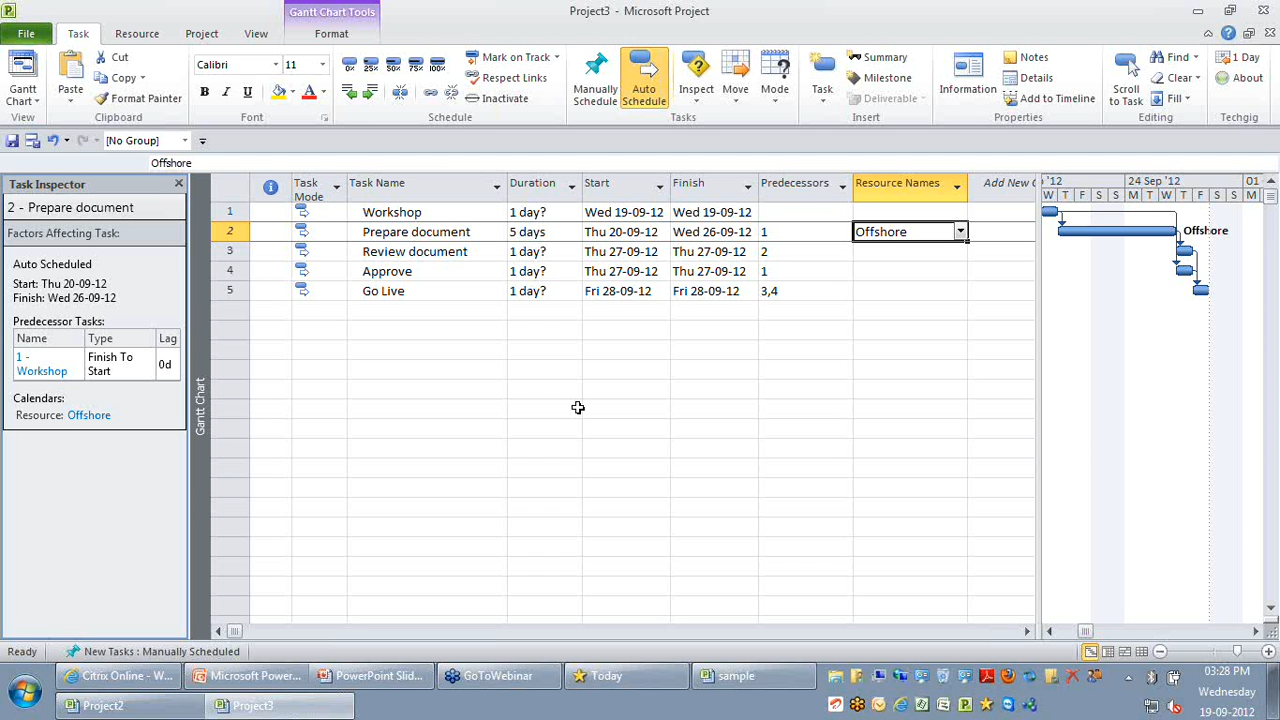 Gantt Chart Tools
Project3 - Microsoft Project
File Task Resource Project View Format
Gantt Chart
View
Paste
Cut
Copy
Format Painter
Clipboard
Calibri 11
B I U A
Font
0% 25% 50% 75% 100%
Mark on Track
Respect Links
Inactivate
Schedule
Manually Schedule
Auto Schedule
Inspect
Move
Mode
Tasks
Task
Summary
Milestone
Deliverable
Insert
Information
Notes
Details
Add to Timeline
Properties
Scroll to Task
Find
Clear
Fill
Editing
1 Day
About
Techgig
[No Group]
Offshore
Task Inspector
2 - Prepare document
Factors Affecting Task:
Auto Scheduled
Start: Thu 20-09-12
Finish: Wed 26-09-12
Predecessor Tasks:
Name Type Lag
1 - Workshop Finish To Start 0d
Calendars:
Resource: Offshore
Gantt Chart
Task Mode Task Name Duration Start Finish Predecessors Resource Names Add New C
1 Workshop 1 day? Wed 19-09-12 Wed 19-09-12
2 Prepare document 5 days Thu 20-09-12 Wed 26-09-12 1 Offshore
3 Review document 1 day? Thu 27-09-12 Thu 27-09-12 2
4 Approve 1 day? Thu 27-09-12 Thu 27-09-12 1
5 Go Live 1 day? Fri 28-09-12 Fri 28-09-12 3,4
'12 24 Sep '12 01
W T F S S M T W T F S S M
Offshore
Ready New Tasks : Manually Scheduled
Citrix Online - W... Microsoft Power... PowerPoint Slid... GoToWebinar Today sample
Project2 Project3
03:28 PM
Wednesday
19-09-2012